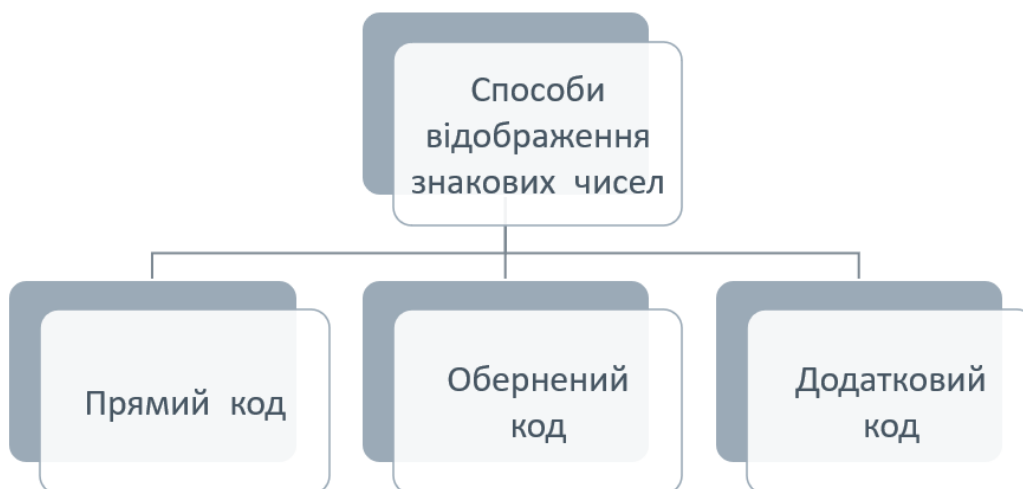 Способи
відображення
знакових чисел
Прямий код
Обернений
код
Додатковий
код